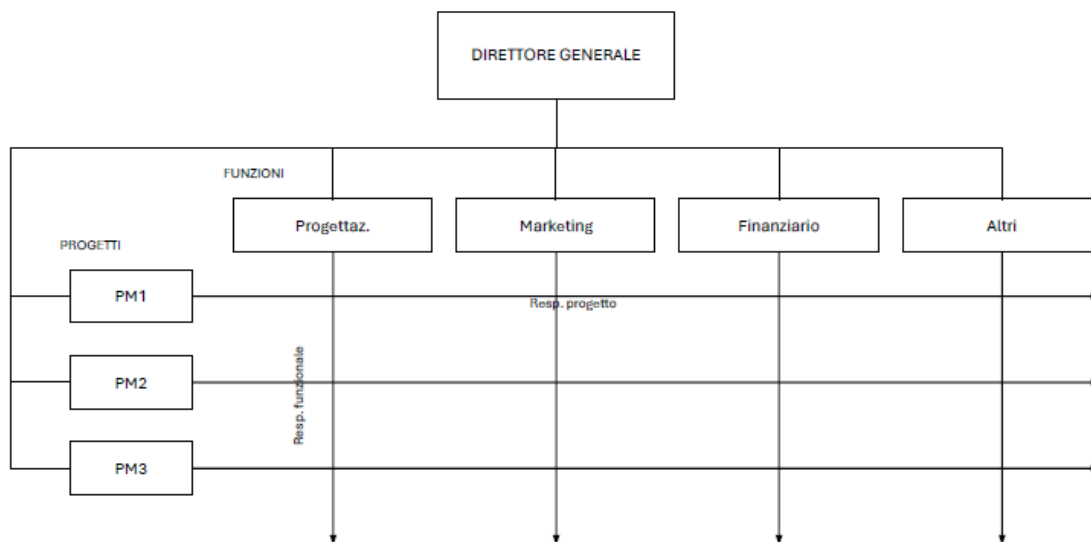 DIRETTORE GENERALE
FUNZIONI
Progettaz.
Marketing
Finanziario
Altri
PROGETTI
PM1
Resp. progetto
PM2
Resp. funzionale
PM3